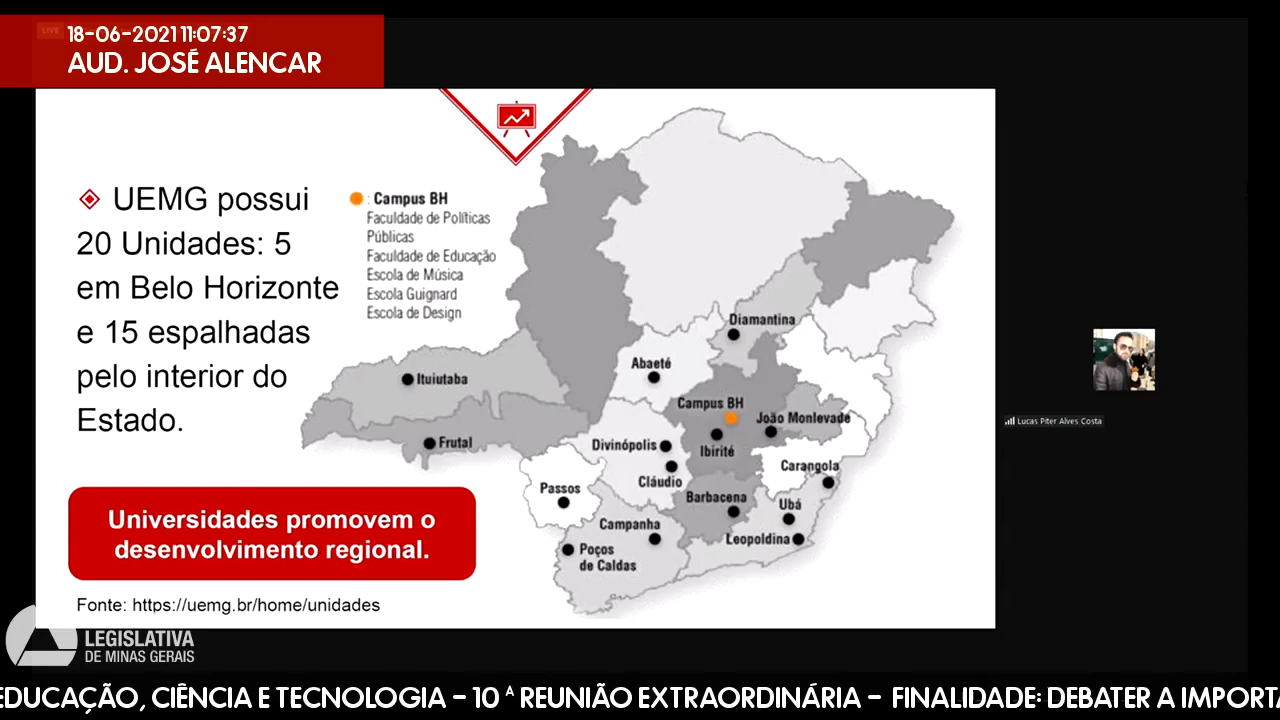 LIVE
18-06-2021 11:07:37
AUD. JOSÉ ALENCAR
UEMG possui
20 Unidades: 5
em Belo Horizonte
e 15 espalhadas
pelo interior do
Estado.
: Campus BH
Faculdade de Políticas
Públicas
Faculdade de Educação
Escola de Música
Escola Guignard
Escola de Design
Diamantina
Abaeté
Ituiutaba
Campus BH
João Monlevade
Frutal
Divinópolis
Ibirité
Carangola
Cláudio
Passos
Barbacena
Ubá
Campanha
Leopoldina
Poços
de Caldas
Universidades promovem o
desenvolvimento regional.
Fonte: https://uemg.br/home/unidades
Lucas Piter Alves Costa
LEGISLATIVA
DE MINAS GERAIS
EDUCAÇÃO, CIÊNCIA E TECNOLOGIA - 10 ª REUNIÃO EXTRAORDINÁRIA - FINALIDADE: DEBATER A IMPORTA